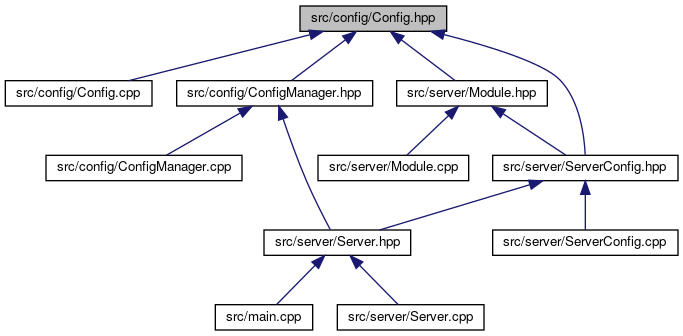 src/config/Config.hpp
src/config/Config.cpp
src/config/ConfigManager.hpp
src/server/Module.hpp
src/config/ConfigManager.cpp
src/server/Module.cpp
src/server/ServerConfig.hpp
src/server/Server.hpp
src/server/ServerConfig.cpp
src/main.cpp
src/server/Server.cpp